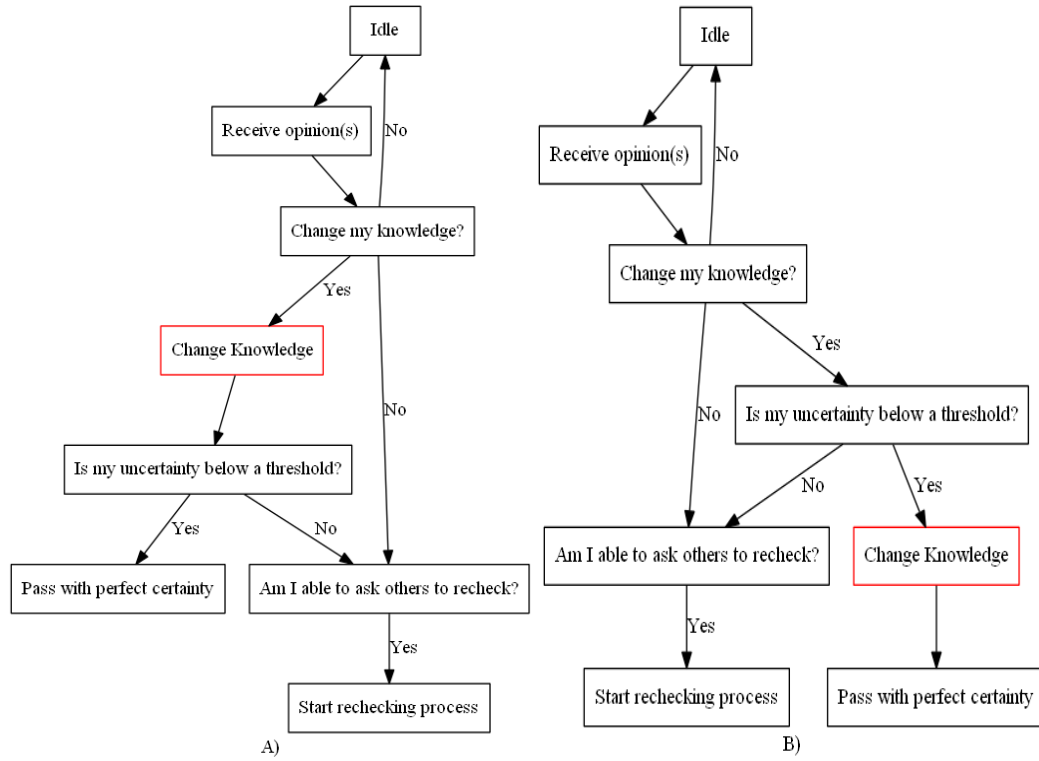 Idle
Receive opinion(s)
No
Change my knowledge?
Yes
Change Knowledge
No
Is my uncertainty below a threshold?
Yes
No
Pass with perfect certainty
Am I able to ask others to recheck?
Yes
Start rechecking process
A)
Idle
Receive opinion(s)
No
Change my knowledge?
Yes
No
Is my uncertainty below a threshold?
No
Yes
Am I able to ask others to recheck?
Change Knowledge
Yes
Start rechecking process
Pass with perfect certainty
B)